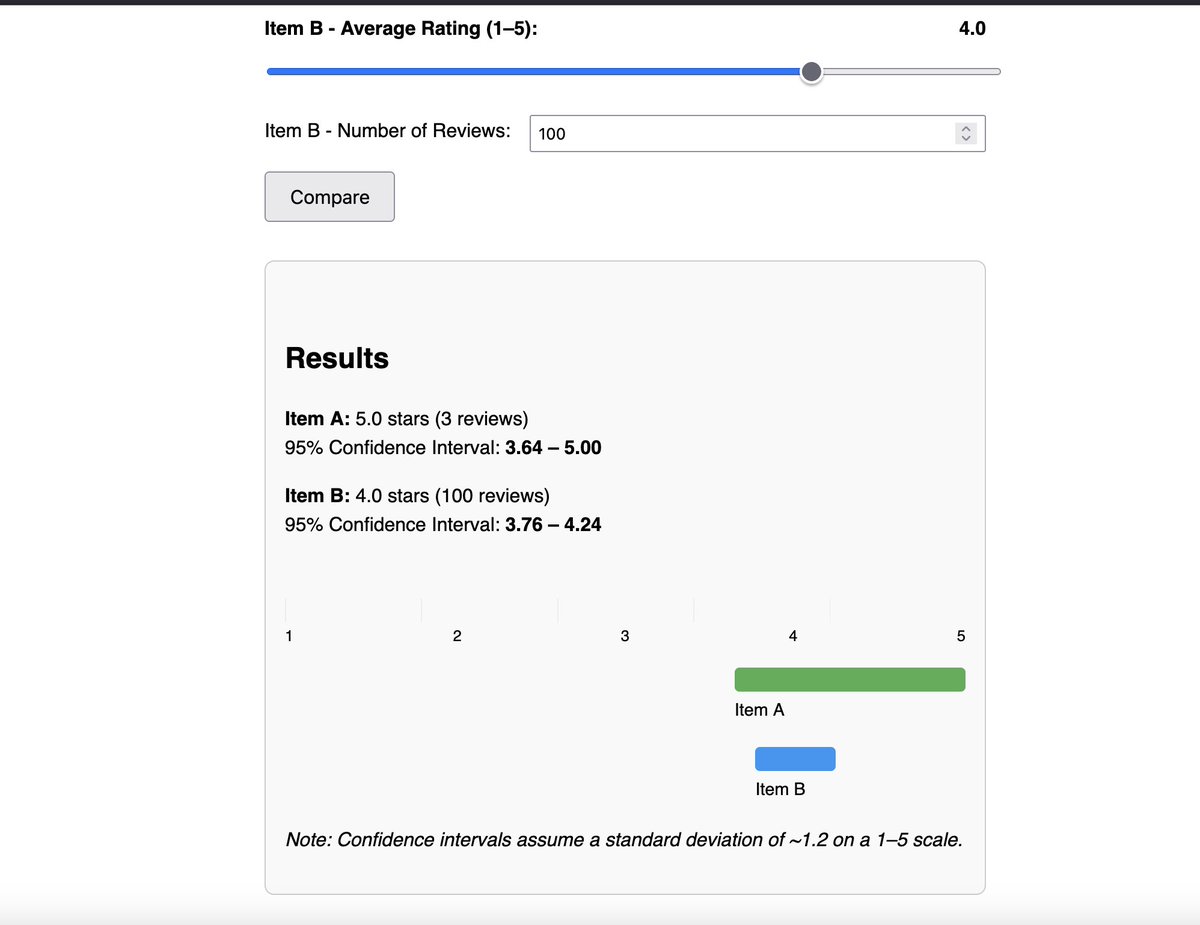 Item B - Average Rating (1–5): 4.0
Item B - Number of Reviews: 100
Compare
Results
Item A: 5.0 stars (3 reviews)
95% Confidence Interval: 3.64 – 5.00
Item B: 4.0 stars (100 reviews)
95% Confidence Interval: 3.76 – 4.24
1 2 3 4 5
Item A
Item B
Note: Confidence intervals assume a standard deviation of ~1.2 on a 1–5 scale.